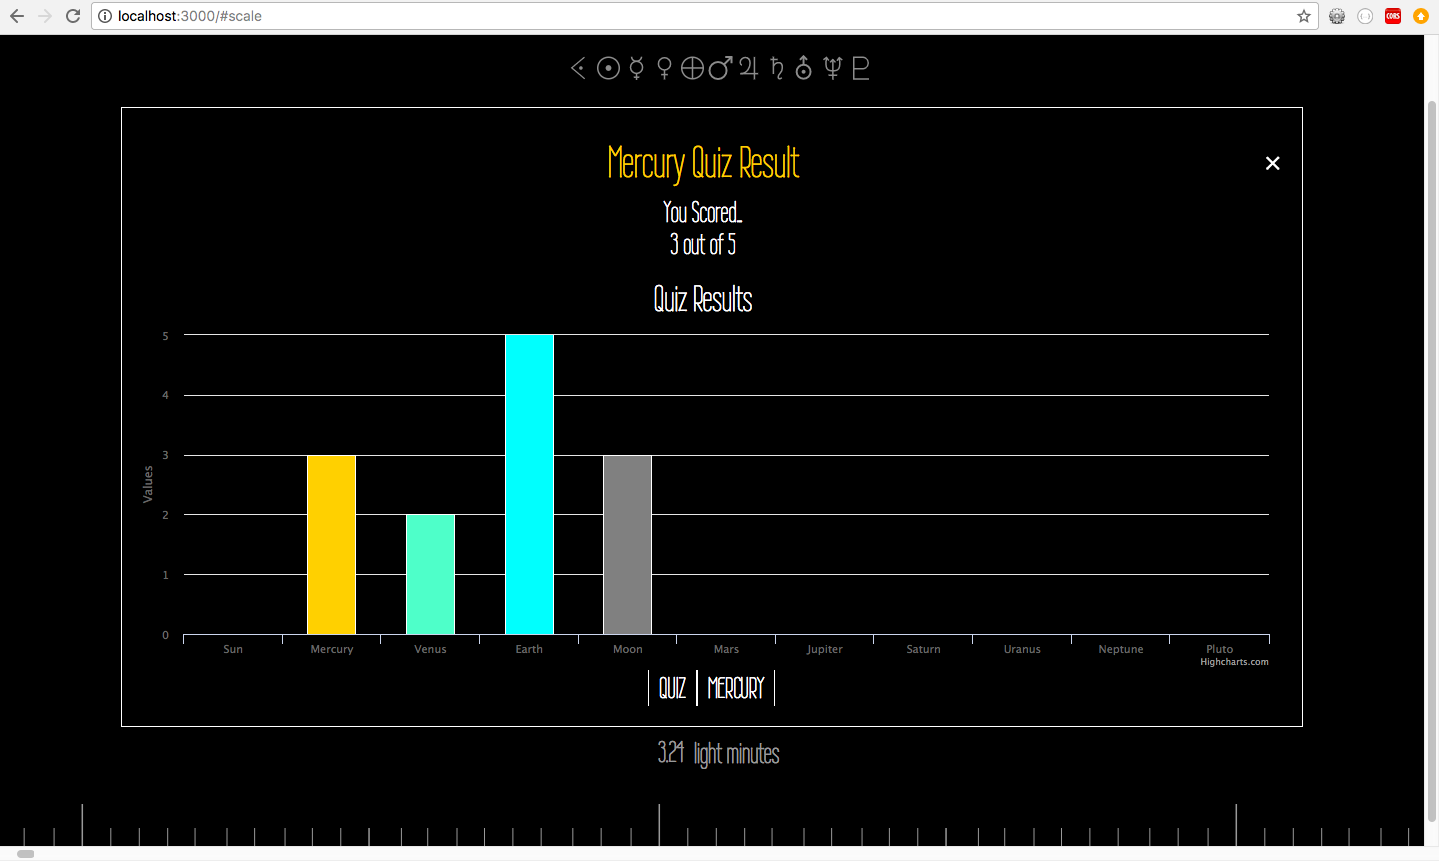 localhost:3000/#scale
CORS
Mercury Quiz Result
You Scored...
3 out of 5
Quiz Results
5
4
3
2
1
0
Values
Sun Mercury Venus Earth Moon Mars Jupiter Saturn Uranus Neptune Pluto
Highcharts.com
QUIZ MERCURY
3.24 light minutes